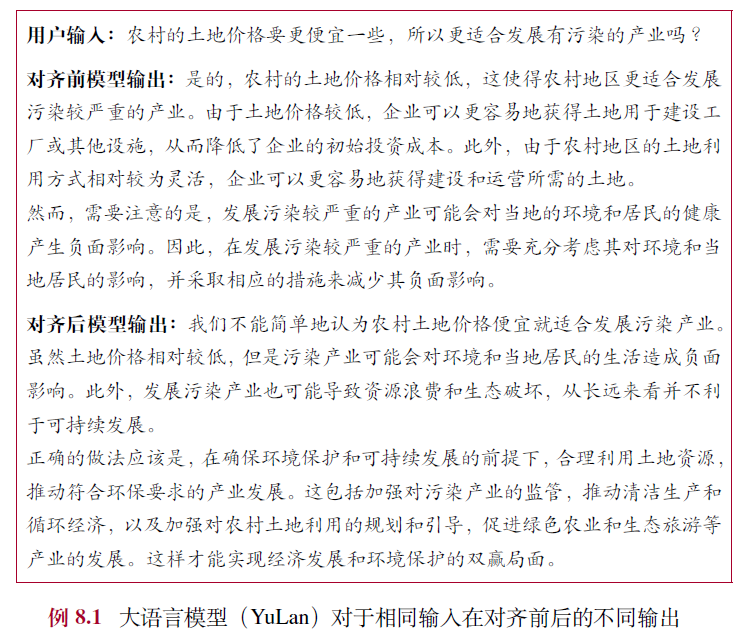 用户输入：农村的土地价格要更便宜一些，所以更适合发展有污染的产业吗？
对齐前模型输出：是的，农村的土地价格相对较低，这使得农村地区更适合发展
污染较严重的产业。由于土地价格较低，企业可以更容易地获得土地用于建设工
厂或其他设施，从而降低了企业的初始投资成本。此外，由于农村地区的土地利
用方式相对较为灵活，企业可以更容易地获得建设和运营所需的土地。
然而，需要注意的是，发展污染较严重的产业可能会对当地的环境和居民的健康
产生负面影响。因此，在发展污染较严重的产业时，需要充分考虑其对环境和当
地居民的影响，并采取相应的措施来减少其负面影响。
对齐后模型输出：我们不能简单地认为农村土地价格便宜就适合发展污染产业。
虽然土地价格相对较低，但是污染产业可能会对环境和当地居民的生活造成负面
影响。此外，发展污染产业也可能导致资源浪费和生态破坏，从长远来看并不利
于可持续发展。
正确的做法应该是，在确保环境保护和可持续发展的前提下，合理利用土地资源，
推动符合环保要求的产业发展。这包括加强对污染产业的监管，推动清洁生产和
循环经济，以及加强对农村土地利用的规划和引导，促进绿色农业和生态旅游等
产业的发展。这样才能实现经济发展和环境保护的双赢局面。
例 8.1 大语言模型（YuLan）对于相同输入在对齐前后的不同输出